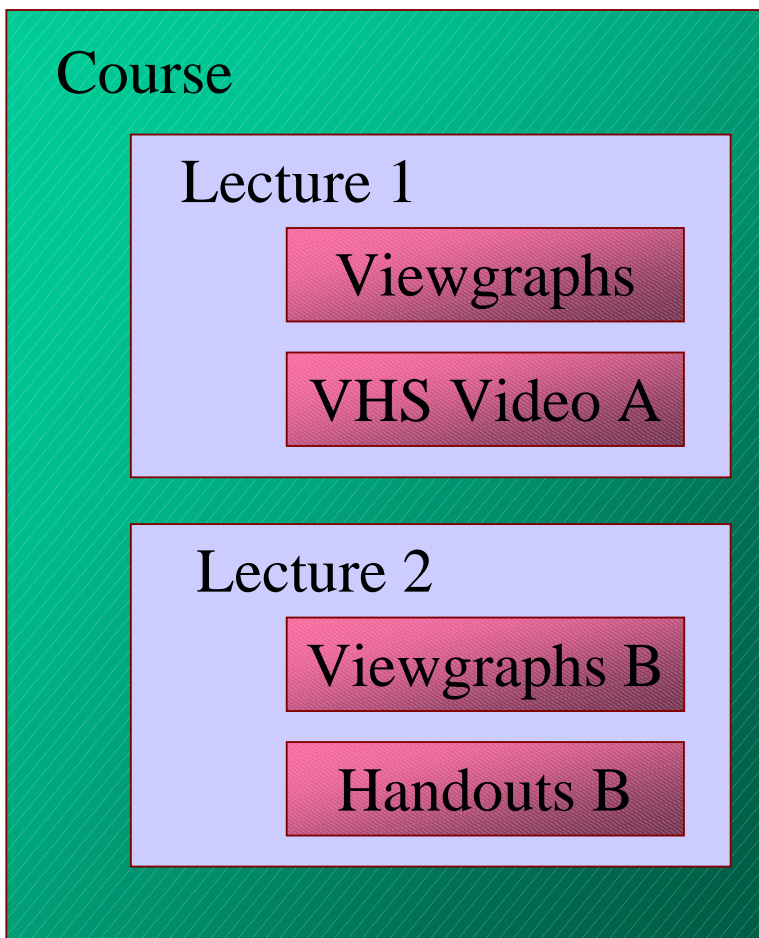 Course
Lecture 1
Viewgraphs
VHS Video A
Lecture 2
Viewgraphs B
Handouts B